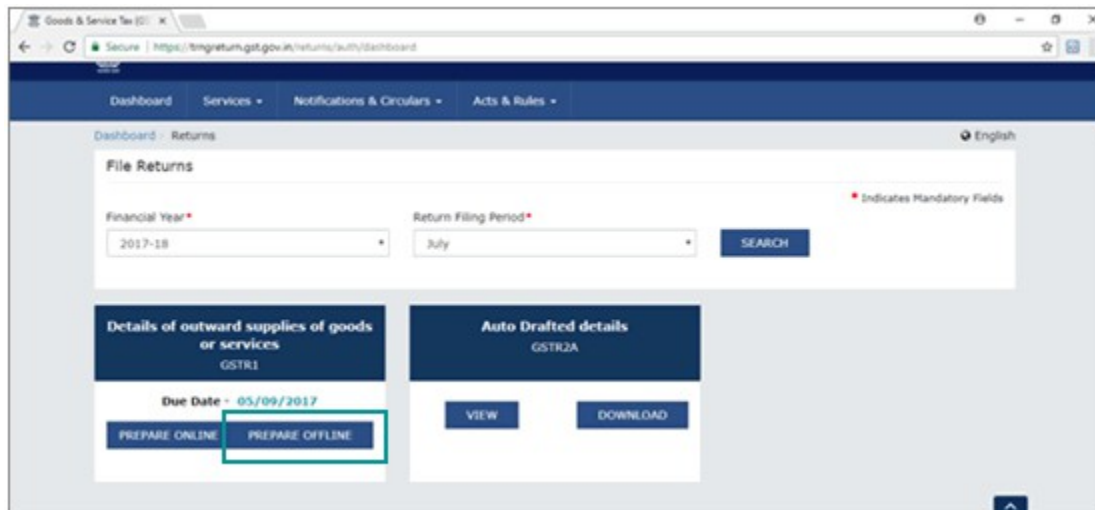 Goods & Service Tax (G
Secure | https://trngreturn.gst.gov.in/returns/auth/dashboard
Dashboard Services Notifications & Circulars Acts & Rules
Dashboard Returns English
File Returns
* Indicates Mandatory Fields
Financial Year* Return Filing Period*
2017-18 July SEARCH
Details of outward supplies of goods
or services
GSTR1
Due Date - 05/09/2017
PREPARE ONLINE PREPARE OFFLINE
Auto Drafted details
GSTR2A
VIEW DOWNLOAD